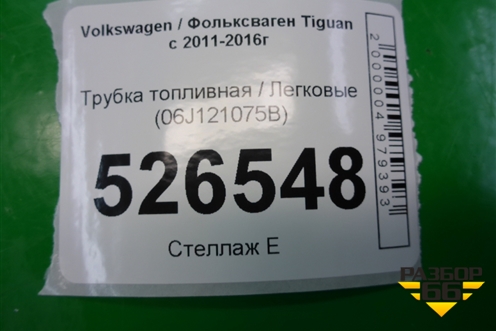 Volkswagen / Фольксваген Tiguan
с 2011-2016г
Трубка топливная / Легковые
(06J121075B)
526548
Стеллаж Е
2000004979393
РАЗБОР
66